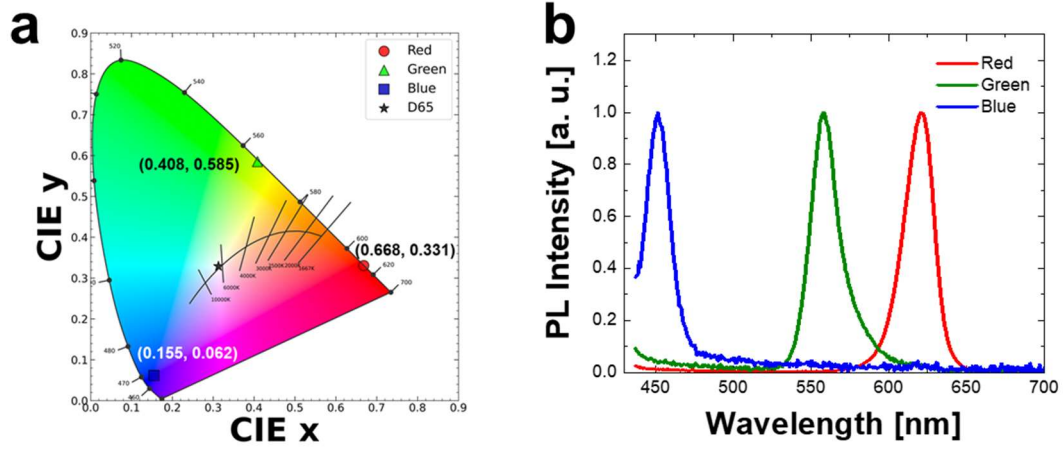 a
0.9
0.8
0.7
0.6
0.5
0.4
0.3
0.2
0.1
0.0
CIE y
0.0 0.1 0.2 0.3 0.4 0.5 0.6 0.7 0.8 0.9
CIE x
Red
Green
Blue
D65
520
540
560
580
600
620
700
480
470
460
(0.408, 0.585)
(0.668, 0.331)
(0.155, 0.062)
10000K
6000K
4000K
3000K
2500K
2000K
1667K
b
1.2
1.0
0.8
0.6
0.4
0.2
0.0
PL Intensity [a. u.]
450 500 550 600 650 700
Wavelength [nm]
Red
Green
Blue